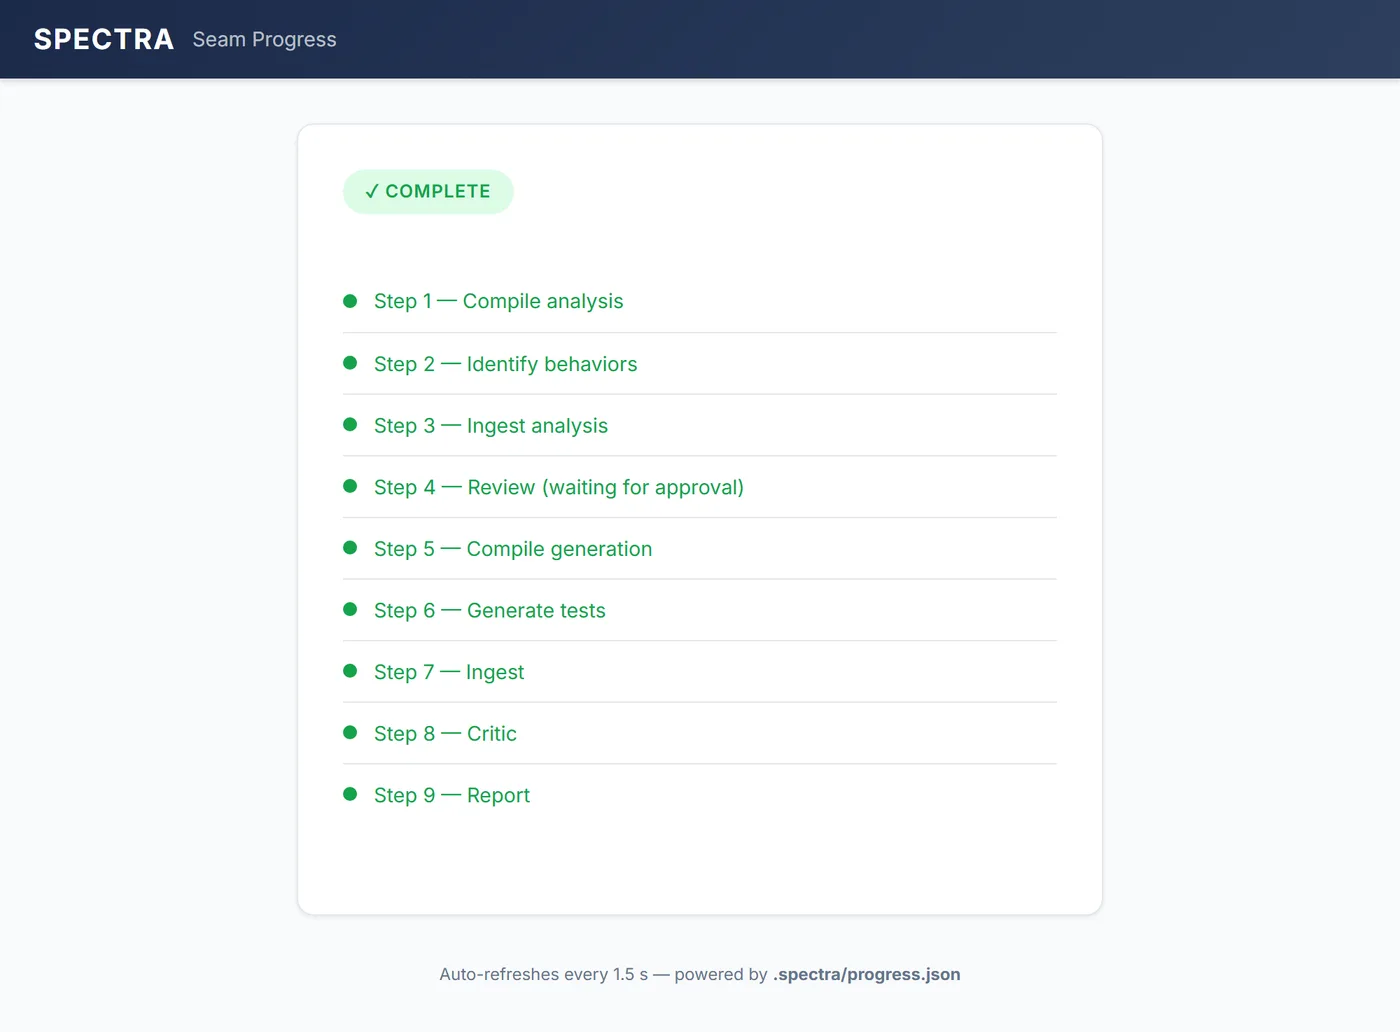 SPECTRA Seam Progress
✓ COMPLETE
Step 1 — Compile analysis
Step 2 — Identify behaviors
Step 3 — Ingest analysis
Step 4 — Review (waiting for approval)
Step 5 — Compile generation
Step 6 — Generate tests
Step 7 — Ingest
Step 8 — Critic
Step 9 — Report
Auto-refreshes every 1.5 s — powered by .spectra/progress.json